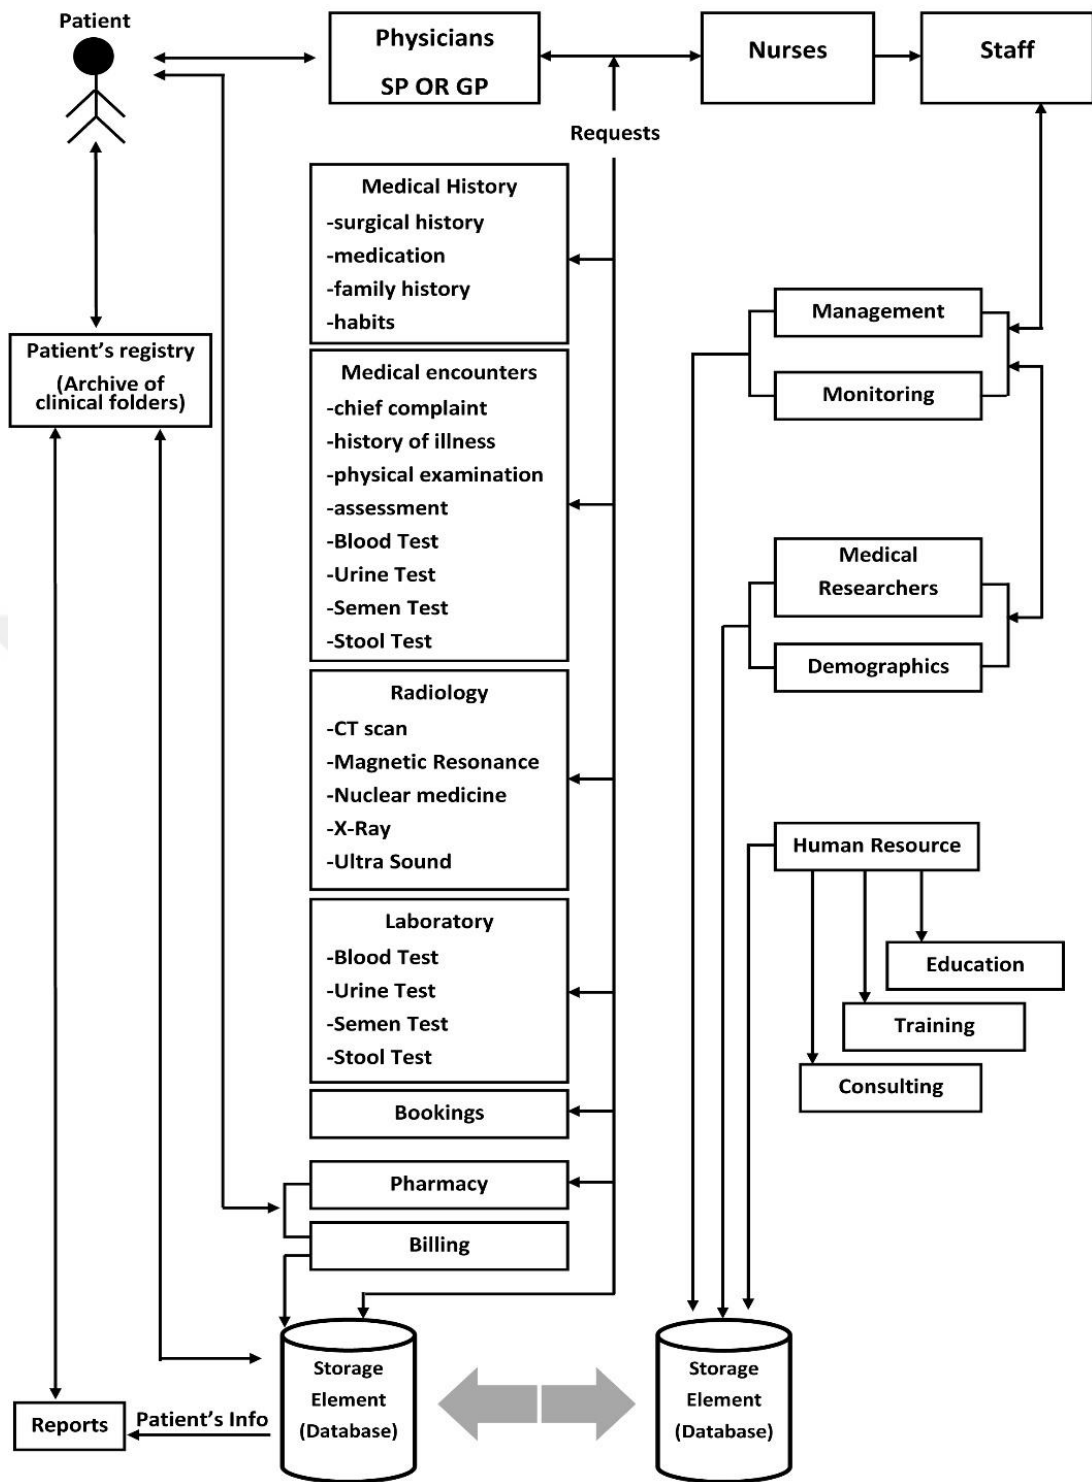 Patient
Physicians
SP OR GP
Nurses
Staff
Requests
Medical History
-surgical history
-medication
-family history
-habits
Medical encounters
-chief complaint
-history of illness
-physical examination
-assessment
-Blood Test
-Urine Test
-Semen Test
-Stool Test
Radiology
-CT scan
-Magnetic Resonance
-Nuclear medicine
-X-Ray
-Ultra Sound
Laboratory
-Blood Test
-Urine Test
-Semen Test
-Stool Test
Bookings
Pharmacy
Billing
Patient's registry
(Archive of
clinical folders)
Management
Monitoring
Medical
Researchers
Demographics
Human Resource
Education
Training
Consulting
Storage
Element
(Database)
Storage
Element
(Database)
Reports
Patient's Info